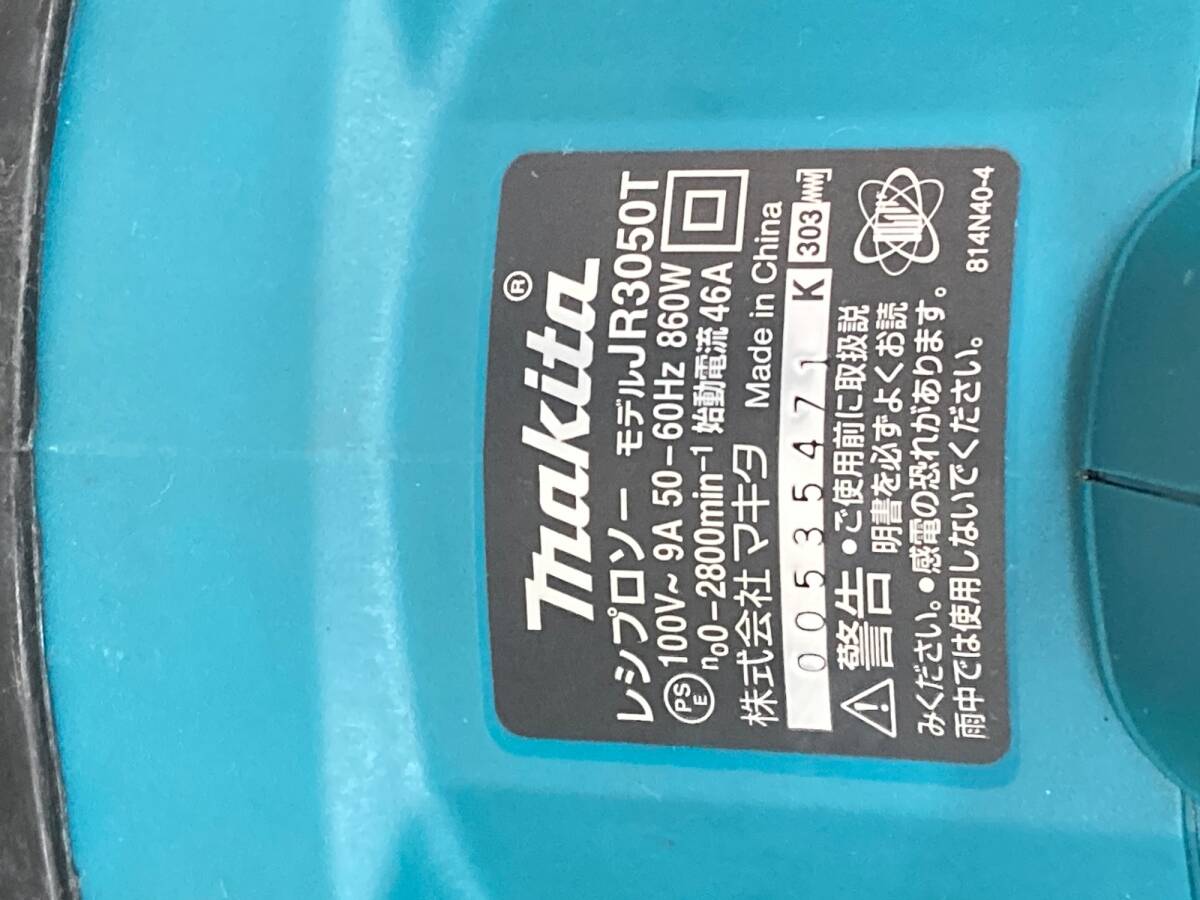 makita®
レシプロソー モデルJR3050T
PS E 100V~ 9A 50-60Hz 860W
n₀0-2800min⁻¹ 始動電流46A
株式会社マキタ Made in China
0053547 1 K 303
警告 •ご使用前に取扱説
明書を必ずよくお読
みください。•感電の恐れがあります。
雨中では使用しないでください。 814N40-4